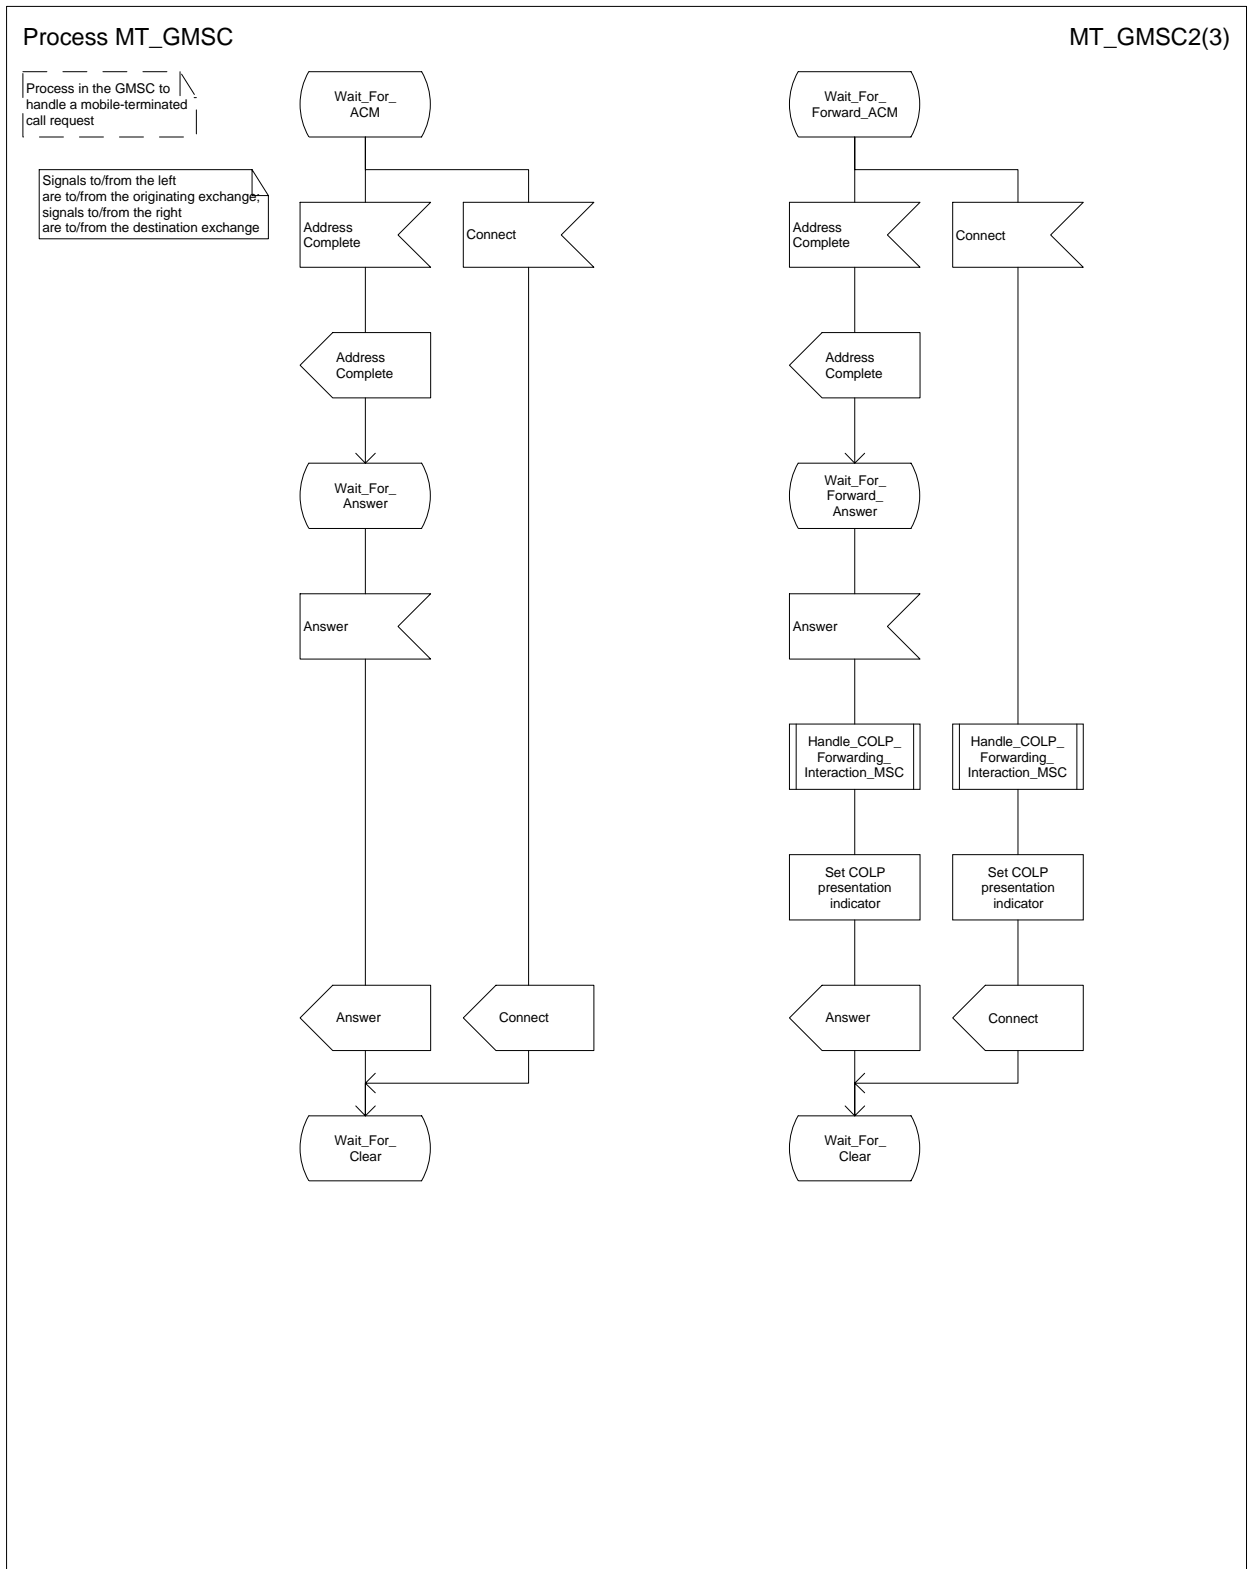 Process MT_GMSC
MT_GMSC2(3)
Process in the GMSC to
handle a mobile-terminated
call request
Signals to/from the left
are to/from the originating exchange;
signals to/from the right
are to/from the destination exchange
Wait_For_
ACM
Wait_For_
Forward_ACM
Address
Complete
Connect
Address
Complete
Connect
Address
Complete
Address
Complete
Wait_For_
Answer
Wait_For_
Forward_
Answer
Answer
Answer
Handle_COLP_
Forwarding_
Interaction_MSC
Handle_COLP_
Forwarding_
Interaction_MSC
Set COLP
presentation
indicator
Set COLP
presentation
indicator
Answer
Connect
Answer
Connect
Wait_For_
Clear
Wait_For_
Clear